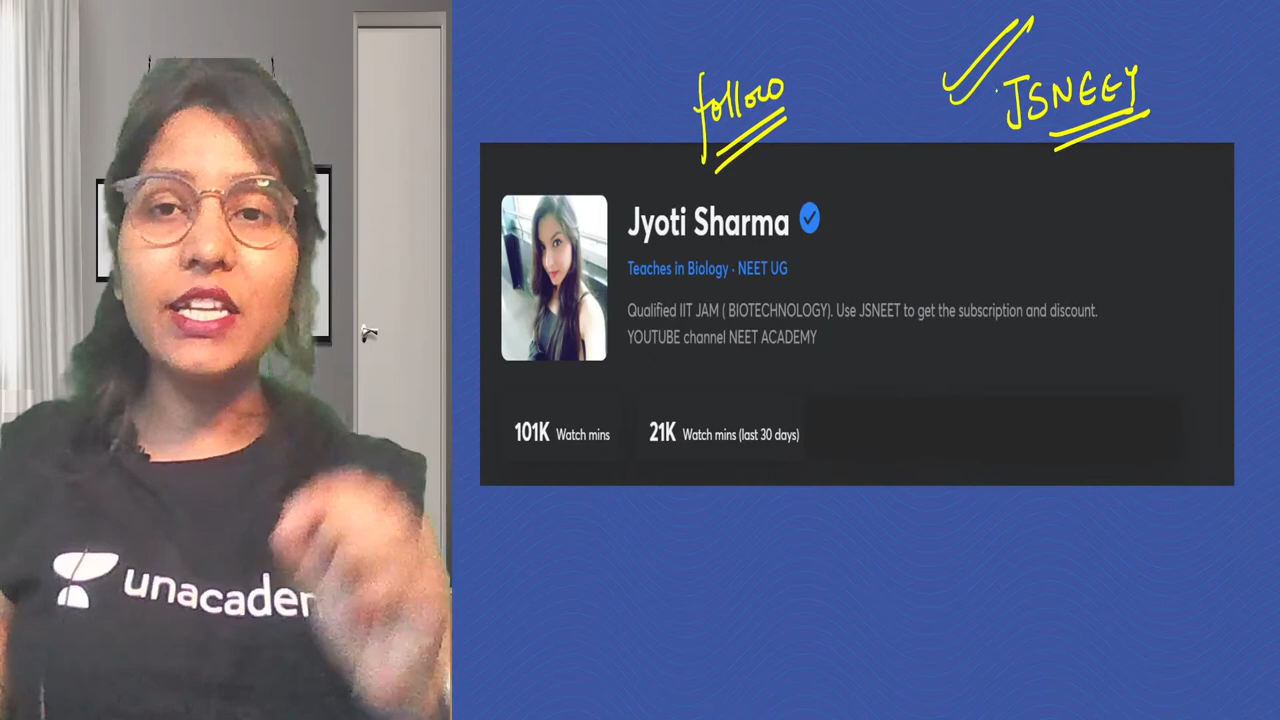 follow
JSNEEY
Jyoti Sharma
Teaches in Biology · NEET UG
Qualified IIT JAM ( BIOTECHNOLOGY). Use JSNEET to get the subscription and discount.
YOUTUBE channel NEET ACADEMY
101K Watch mins
21K Watch mins (last 30 days)
unacader